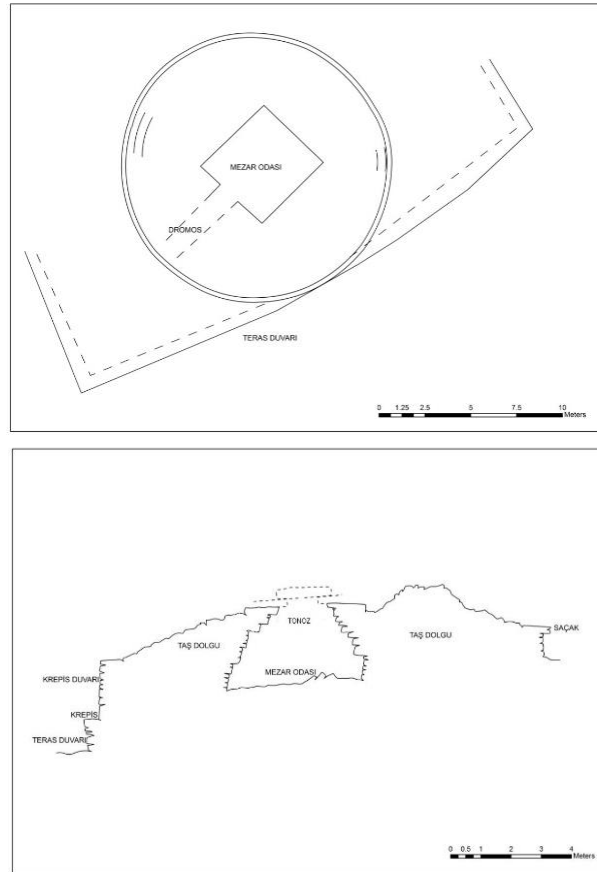 MEZAR ODASI
DROMOS
TERAS DUVARI
0 1.25 2.5 5 7.5 10
Meters
TONOZ
SAÇAK
TAŞ DOLGU
TAŞ DOLGU
MEZAR ODASI
KREPİS DUVARI
KREPİS
TERAS DUVARI
0 0.5 1 2 3 4
Meters